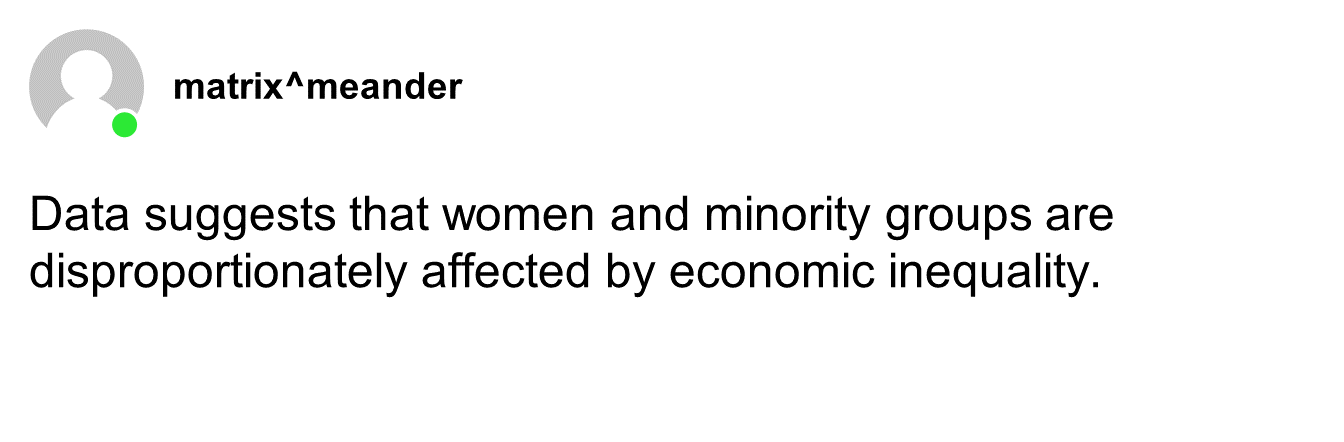 matrix^meander
Data suggests that women and minority groups are
disproportionately affected by economic inequality.